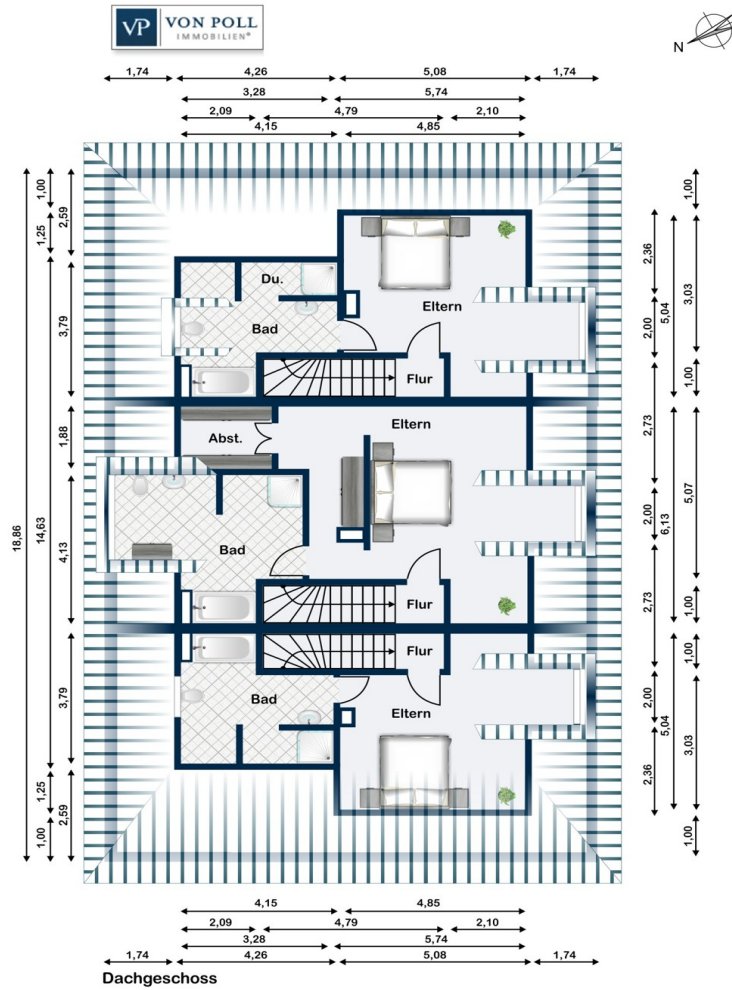 VP VON POLL
IMMOBILIEN®
N
1,74 4,26 5,08 1,74
3,28 5,74
2,09 4,79 2,10
4,15 4,85
1,00
2,59
1,25
3,79
1,88
18,86
14,63
4,13
3,79
1,25
2,59
1,00
Du.
Bad
Eltern
Flur
Abst.
Eltern
Bad
Flur
Flur
Bad
Eltern
1,00
2,36
3,03
5,04
2,00
1,00
2,73
5,07
2,00
6,13
2,73
1,00
1,00
2,00
5,04
3,03
2,36
1,00
4,15 4,85
2,09 4,79 2,10
3,28 5,74
1,74 4,26 5,08 1,74
Dachgeschoss